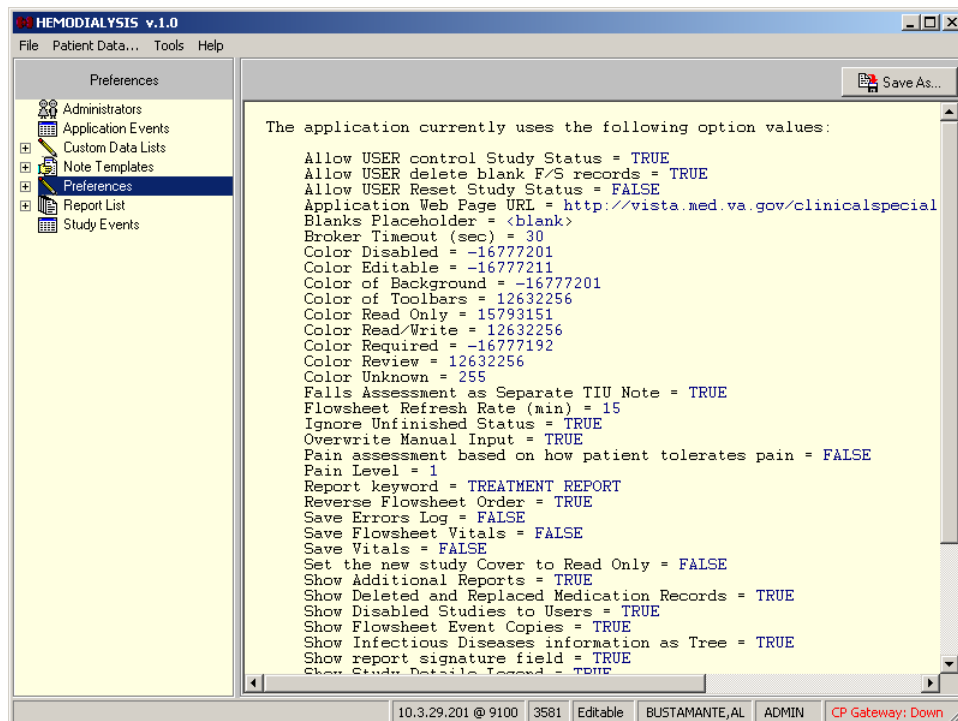 HEMODIALYSIS v.1.0
File Patient Data... Tools Help
Preferences
Save As...
Administrators
Application Events
Custom Data Lists
Note Templates
Preferences
Report List
Study Events
The application currently uses the following option values:
Allow USER control Study Status = TRUE
Allow USER delete blank F/S records = TRUE
Allow USER Reset Study Status = FALSE
Application Web Page URL = http://vista.med.va.gov/clinicalspecial
Blanks Placeholder = <blank>
Broker Timeout (sec) = 30
Color Disabled = -16777201
Color Editable = -16777211
Color of Background = -16777201
Color of Toolbars = 12632256
Color Read Only = 15793151
Color Read/Write = 12632256
Color Required = -16777192
Color Review = 12632256
Color Unknown = 255
Falls Assessment as Separate TIU Note = TRUE
Flowsheet Refresh Rate (min) = 15
Ignore Unfinished Status = TRUE
Overwrite Manual Input = TRUE
Pain assessment based on how patient tolerates pain = FALSE
Pain Level = 1
Report keyword = TREATMENT REPORT
Reverse Flowsheet Order = TRUE
Save Errors Log = FALSE
Save Flowsheet Vitals = FALSE
Save Vitals = FALSE
Set the new study Cover to Read Only = FALSE
Show Additional Reports = TRUE
Show Deleted and Replaced Medication Records = TRUE
Show Disabled Studies to Users = TRUE
Show Flowsheet Event Copies = TRUE
Show Infectious Diseases information as Tree = TRUE
Show report signature field = TRUE
Show Study Details Legend = TRUE
10.3.29.201 @ 9100 3581 Editable BUSTAMANTE,AL ADMIN CP Gateway: Down